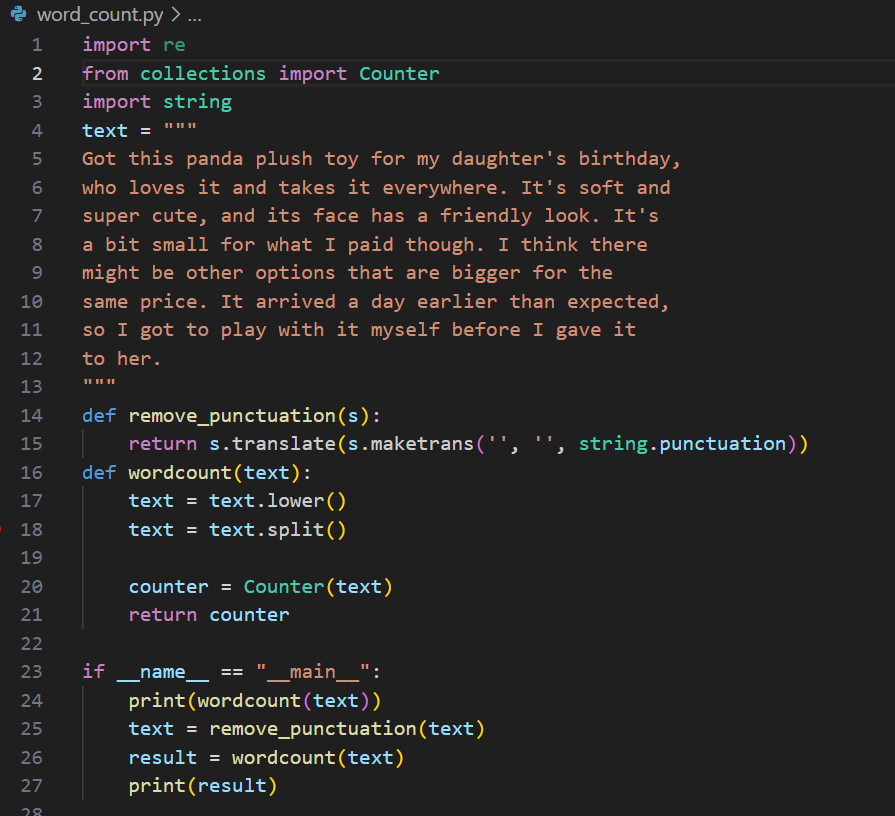 word_count.py > ...
1 import re
2 from collections import Counter
3 import string
4 text = """
5 Got this panda plush toy for my daughter's birthday,
6 who loves it and takes it everywhere. It's soft and
7 super cute, and its face has a friendly look. It's
8 a bit small for what I paid though. I think there
9 might be other options that are bigger for the
10 same price. It arrived a day earlier than expected,
11 so I got to play with it myself before I gave it
12 to her.
13 """
14 def remove_punctuation(s):
15     return s.translate(s.maketrans('', '', string.punctuation))
16 def wordcount(text):
17     text = text.lower()
18     text = text.split()
19
20     counter = Counter(text)
21     return counter
22
23 if __name__ == "__main__":
24     print(wordcount(text))
25     text = remove_punctuation(text)
26     result = wordcount(text)
27     print(result)
28